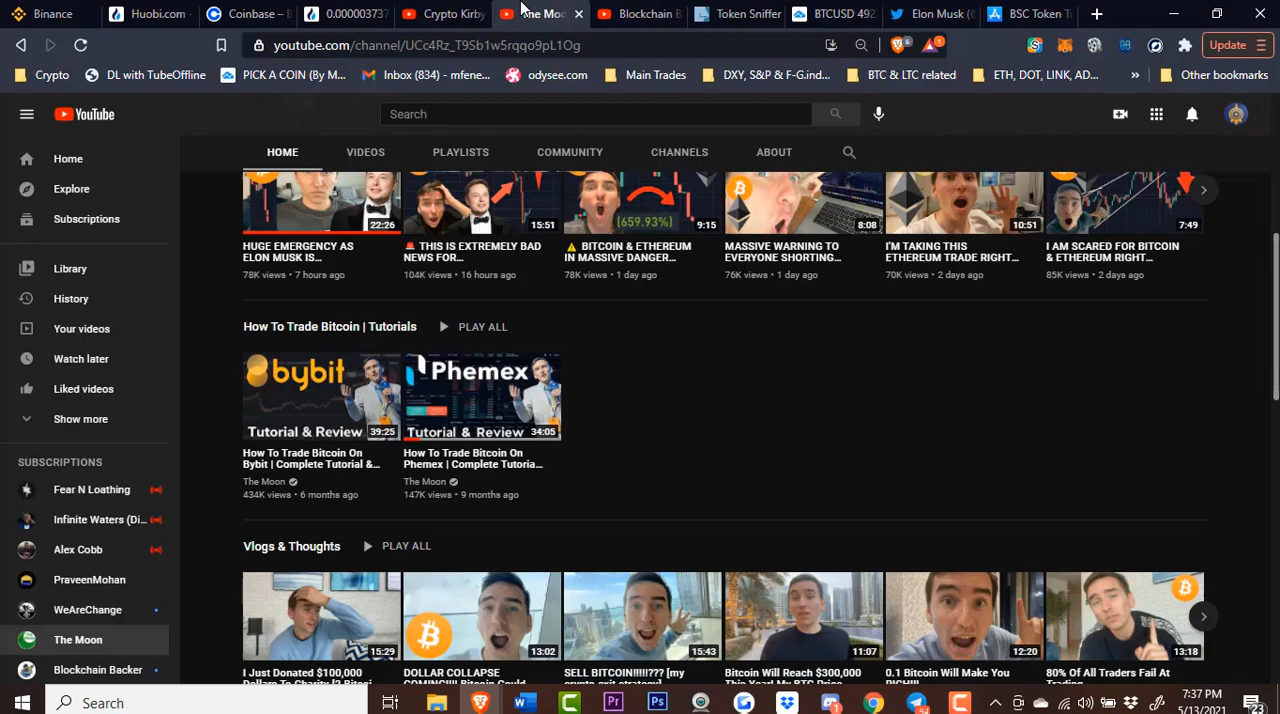 Binance
Huobi.com -
Coinbase – B
0.0000003737
Crypto Kirby
The Moo
Blockchain B
Token Sniffer
BTCUSD 492
Elon Musk (
BSC Token Tr
youtube.com/channel/UCc4Rz_T9Sb1w5rqqo9pL1Og
6
1
Update
Crypto
DL with TubeOffline
PICK A COIN (By M...
Inbox (834) - mfene...
odysee.com
Main Trades
DXY, S&P & F-G.ind...
BTC & LTC related
ETH, DOT, LINK, AD...
»
Other bookmarks
YouTube
Search
HOME
VIDEOS
PLAYLISTS
COMMUNITY
CHANNELS
ABOUT
Home
Explore
Subscriptions
Library
History
Your videos
Watch later
Liked videos
Show more
SUBSCRIPTIONS
Fear N Loathing
Infinite Waters (Di...
Alex Cobb
PraveenMohan
WeAreChange
The Moon
Blockchain Backer
22:26
15:51
(659.93%)
9:15
8:08
10:51
7:49
HUGE EMERGENCY AS
ELON MUSK IS...
78K views • 7 hours ago
🚨 THIS IS EXTREMELY BAD
NEWS FOR...
104K views • 16 hours ago
⚠ BITCOIN & ETHEREUM
IN MASSIVE DANGER...
78K views • 1 day ago
MASSIVE WARNING TO
EVERYONE SHORTING...
76K views • 1 day ago
I'M TAKING THIS
ETHEREUM TRADE RIGHT...
70K views • 2 days ago
I AM SCARED FOR BITCOIN
& ETHEREUM RIGHT...
85K views • 2 days ago
How To Trade Bitcoin | Tutorials
PLAY ALL
bybit
Tutorial & Review
39:25
Phemex
Tutorial & Review
34:05
How To Trade Bitcoin On
Bybit | Complete Tutorial &...
The Moon
434K views • 6 months ago
How To Trade Bitcoin On
Phemex | Complete Tutoria...
The Moon
147K views • 9 months ago
Vlogs & Thoughts
PLAY ALL
15:29
13:02
15:43
11:07
12:20
13:18
I Just Donated $100,000
DOLLAR COLLAPSE
SELL BITCOIN!!!!!!??? [my
Bitcoin Will Reach $300,000
0.1 Bitcoin Will Make You
80% Of All Traders Fail At
Search
94
7:37 PM
5/13/2021
23